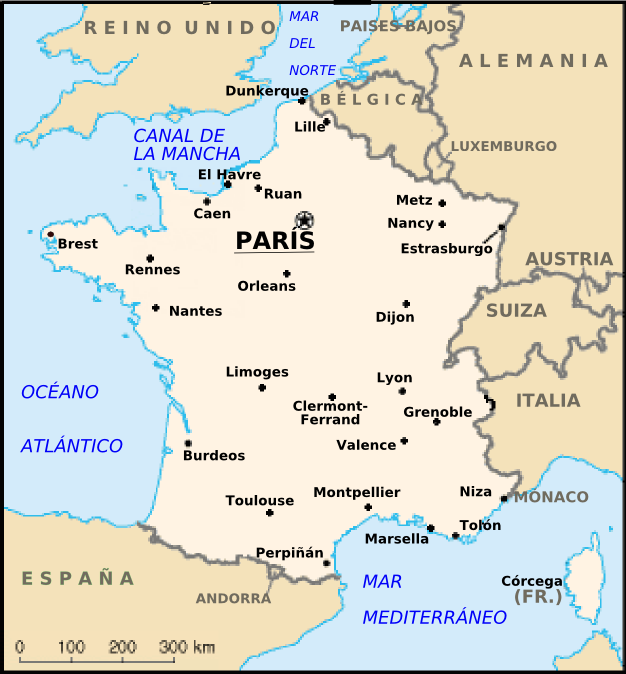 MAR
DEL
NORTE
REINO UNIDO
PAISES BAJOS
ALEMANIA
Dunkerque
BÉLGICA
Lille
CANAL DE
LA MANCHA
LUXEMBURGO
El Havre
Ruan
Caen
Metz
Nancy
Estrasburgo
PARÍS
Brest
Rennes
Orleans
AUSTRIA
Nantes
Dijon
SUIZA
Limoges
Lyon
OCÉANO
ATLÁNTICO
Clermont-
Ferrand
Grenoble
ITALIA
Valence
Burdeos
Toulouse
Montpellier
Niza
MÓNACO
Marsella
Tolón
Perpiñán
ESPAÑA
ANDORRA
MAR
MEDITERRÁNEO
Córcega
(FR.)
0 100 200 300 km